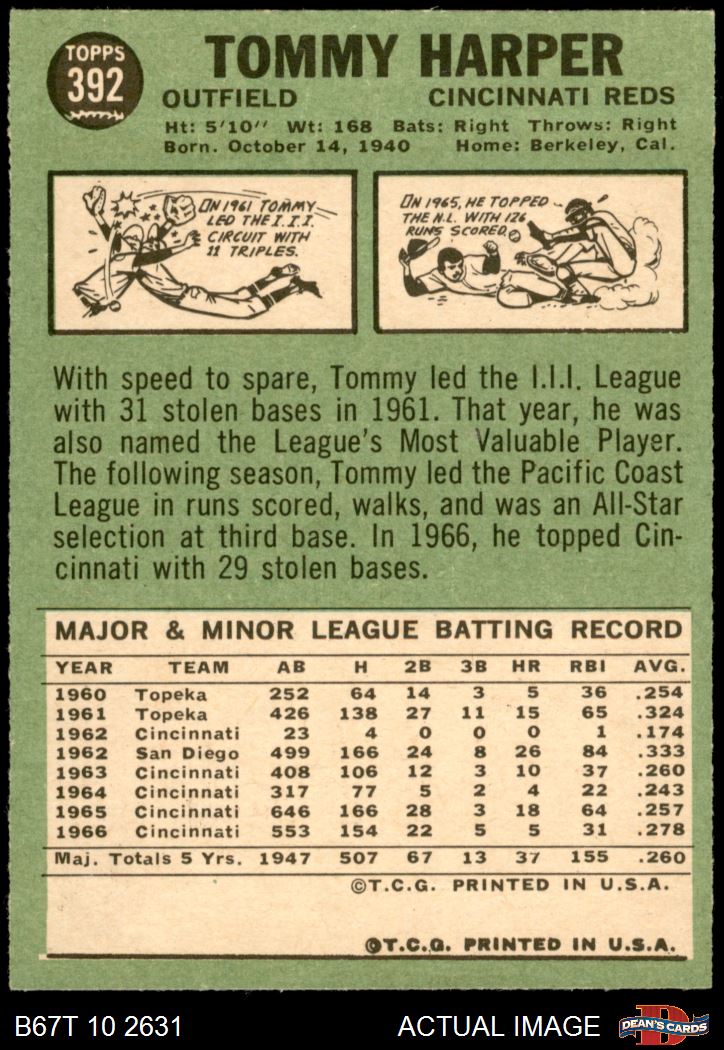 TOPPS
392
TOMMY HARPER
OUTFIELD CINCINNATI REDS
Ht: 5'10" Wt: 168 Bats: Right Throws: Right
Born. October 14, 1940 Home: Berkeley, Cal.
IN 1961 TOMMY
LED THE I.I.I.
CIRCUIT WITH
11 TRIPLES.
IN 1965, HE TOPPED
THE N.L. WITH 126
RUNS SCORED.
With speed to spare, Tommy led the I.I.I. League
with 31 stolen bases in 1961. That year, he was
also named the League's Most Valuable Player.
The following season, Tommy led the Pacific Coast
League in runs scored, walks, and was an All-Star
selection at third base. In 1966, he topped Cin-
cinnati with 29 stolen bases.
MAJOR & MINOR LEAGUE BATTING RECORD
YEAR TEAM AB H 2B 3B HR RBI AVG.
1960 Topeka 252 64 14 3 5 36 .254
1961 Topeka 426 138 27 11 15 65 .324
1962 Cincinnati 23 4 0 0 0 1 .174
1962 San Diego 499 166 24 8 26 84 .333
1963 Cincinnati 408 106 12 3 10 37 .260
1964 Cincinnati 317 77 5 2 4 22 .243
1965 Cincinnati 646 166 28 3 18 64 .257
1966 Cincinnati 553 154 22 5 5 31 .278
Maj. Totals 5 Yrs. 1947 507 67 13 37 155 .260
©T.C.G. PRINTED IN U.S.A.
©T.C.G. PRINTED IN U.S.A.
B67T 10 2631 ACTUAL IMAGE
D
DEAN'S CARDS